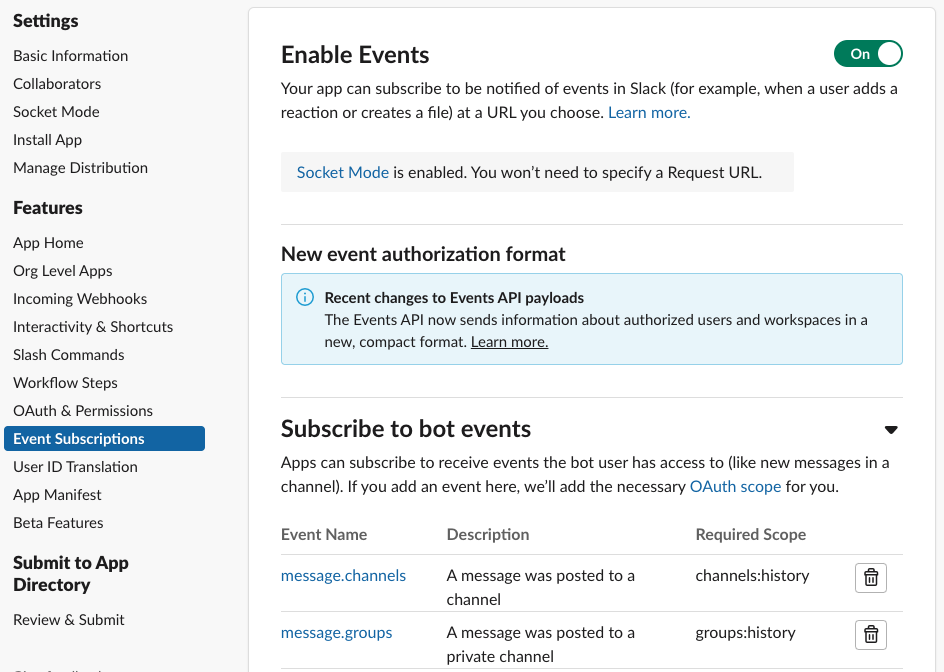 Settings
Basic Information
Collaborators
Socket Mode
Install App
Manage Distribution
Features
App Home
Org Level Apps
Incoming Webhooks
Interactivity & Shortcuts
Slash Commands
Workflow Steps
OAuth & Permissions
Event Subscriptions
User ID Translation
App Manifest
Beta Features
Submit to App
Directory
Review & Submit
Enable Events
On
Your app can subscribe to be notified of events in Slack (for example, when a user adds a
reaction or creates a file) at a URL you choose. Learn more.
Socket Mode is enabled. You won’t need to specify a Request URL.
New event authorization format
Recent changes to Events API payloads
The Events API now sends information about authorized users and workspaces in a
new, compact format. Learn more.
Subscribe to bot events
Apps can subscribe to receive events the bot user has access to (like new messages in a
channel). If you add an event here, we’ll add the necessary OAuth scope for you.
Event Name Description Required Scope
message.channels A message was posted to a channels:history
channel
message.groups A message was posted to a groups:history
private channel